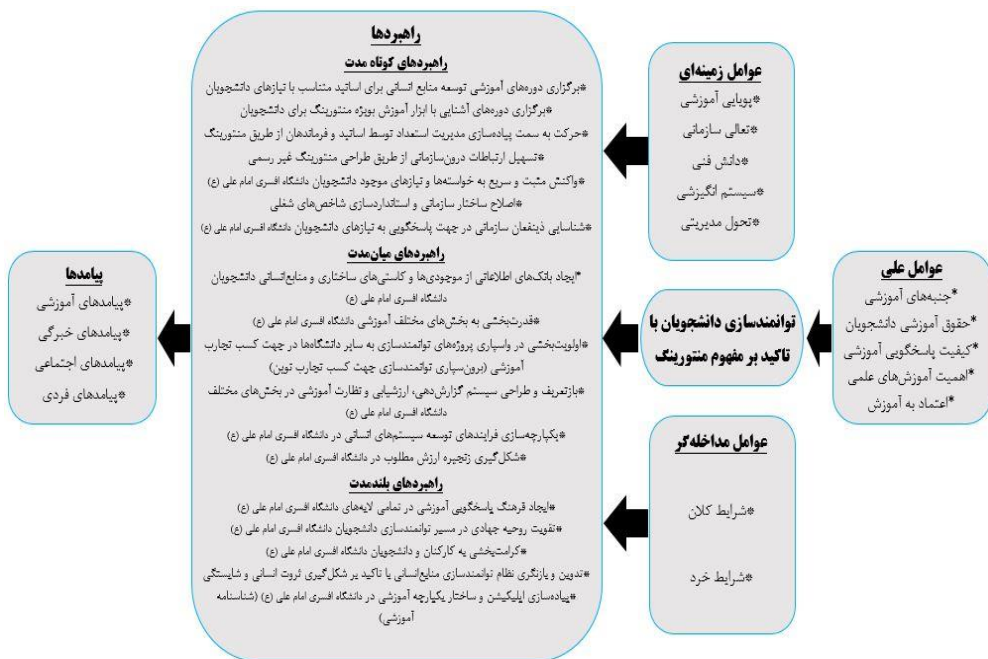 عوامل علی
*جنبه‌های آموزشی
*حقوق آموزشی دانشجویان
*کیفیت پاسخگویی آموزشی
*اهمیت آموزش‌های علمی
*اعتماد به آموزش
عوامل زمینه‌ای
*پویایی آموزشی
*تعالی سازمانی
*دانش فنی
*سیستم انگیزشی
*تحول مدیریتی
توانمندسازی دانشجویان با
تاکید بر مفهوم منتورینگ
عوامل مداخله‌گر
*شرایط کلان
*شرایط خرد
راهبردها
راهبردهای کوتاه مدت
*برگزاری دوره‌های آموزشی توسعه منابع انسانی برای اساتید متناسب با نیازهای دانشجویان
*برگزاری دوره‌های آشنایی با ابزار آموزش بویژه منتورینگ برای دانشجویان
*حرکت به سمت پیاده‌سازی مدیریت استعداد توسط اساتید و فرماندهان از طریق منتورینگ
*تسهیل ارتباطات درون‌سازمانی از طریق طراحی منتورینگ غیر رسمی
*واکنش مثبت و سریع به خواسته‌ها و نیازهای موجود دانشجویان دانشگاه افسری امام علی (ع)
*اصلاح ساختار سازمانی و استانداردسازی شاخص‌های شغلی
*شناسایی ذینفعان سازمانی در جهت پاسخگویی به نیازهای دانشجویان دانشگاه افسری امام علی (ع)
راهبردهای میان‌مدت
*ایجاد بانک‌های اطلاعاتی از موجودی‌ها و کاستی‌های ساختاری و منابع‌انسانی دانشجویان
دانشگاه افسری امام علی (ع)
*قدرت‌بخشی به بخش‌های مختلف آموزشی دانشگاه افسری امام علی (ع)
*اولویت‌بخشی در واسپاری پروژه‌های توانمندسازی به سایر دانشگاه‌ها در جهت کسب تجارب
آموزشی (برون‌سپاری توانمندسازی جهت کسب تجارب نوین)
*بازتعریف و طراحی سیستم گزارش‌دهی، ارزشیابی و نظارت آموزشی در بخش‌های مختلف
دانشگاه افسری امام علی (ع)
*یکپارچه‌سازی فرایندهای توسعه سیستم‌های انسانی در دانشگاه افسری امام علی (ع)
*شکل‌گیری زنجیره ارزش مطلوب در دانشگاه افسری امام علی (ع)
راهبردهای بلندمدت
*ایجاد فرهنگ پاسخگویی آموزشی در تمامی لایه‌های دانشگاه افسری امام علی (ع)
*تقویت روحیه جهادی در مسیر توانمندسازی دانشجویان دانشگاه افسری امام علی (ع)
*کرامت‌بخشی به کارکنان و دانشجویان دانشگاه افسری امام علی (ع)
*تدوین و بازنگری نظام توانمندسازی منابع‌انسانی با تاکید بر شکل‌گیری ثروت انسانی و شایستگی
*پیاده‌سازی اپلیکیشن و ساختار یکپارچه آموزشی در دانشگاه افسری امام علی (ع) (شناسنامه
آموزشی)
پیامدها
*پیامدهای آموزشی
*پیامدهای خبرگی
*پیامدهای اجتماعی
*پیامدهای فردی